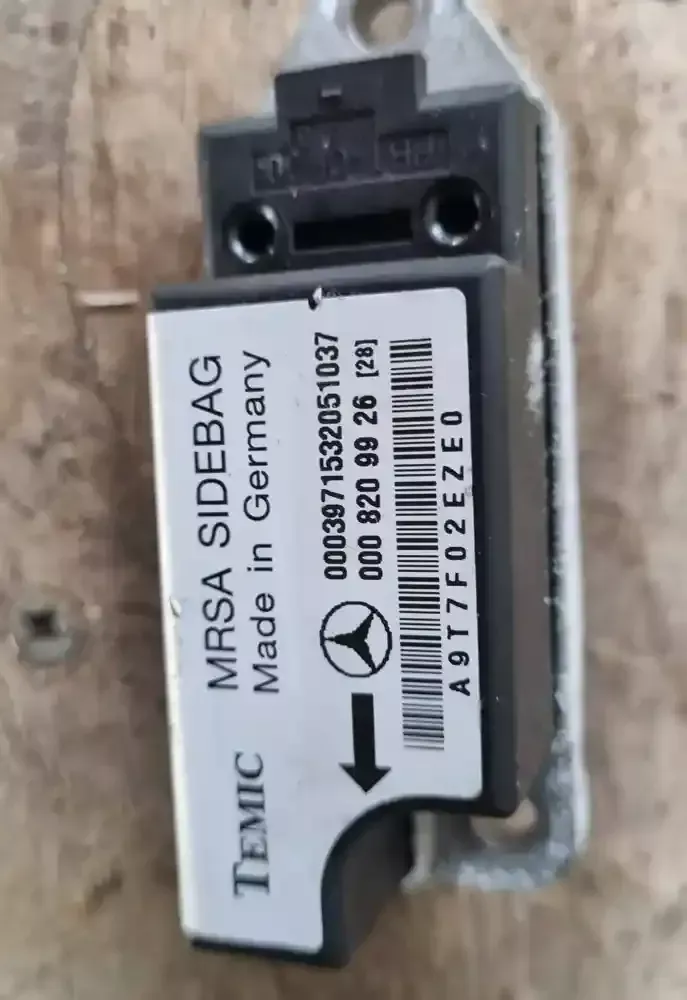 TEMIC
MRSA SIDEBAG
Made in Germany
0003971532051037
000 820 99 26 [28]
A9T7F02EZE0